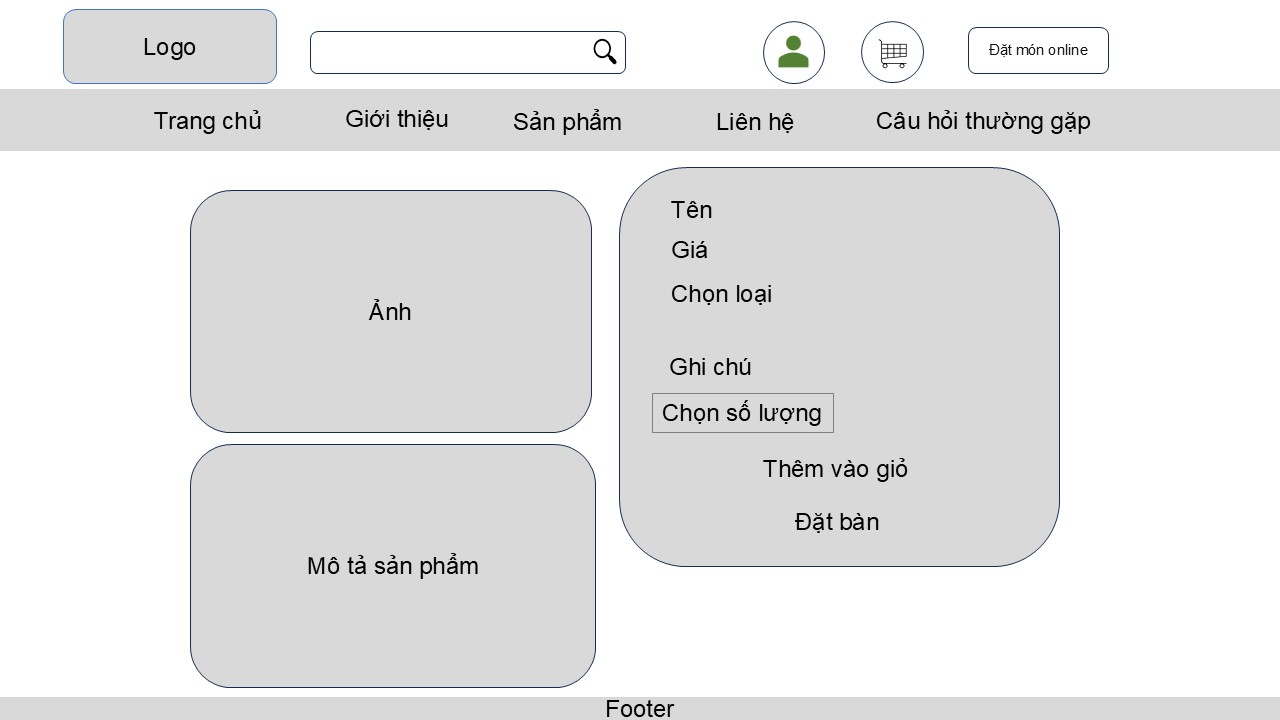 Logo
Đặt món online
Trang chủ
Giới thiệu
Sản phẩm
Liên hệ
Câu hỏi thường gặp
Ảnh
Tên
Giá
Chọn loại
Ghi chú
Chọn số lượng
Thêm vào giỏ
Đặt bàn
Mô tả sản phẩm
Footer